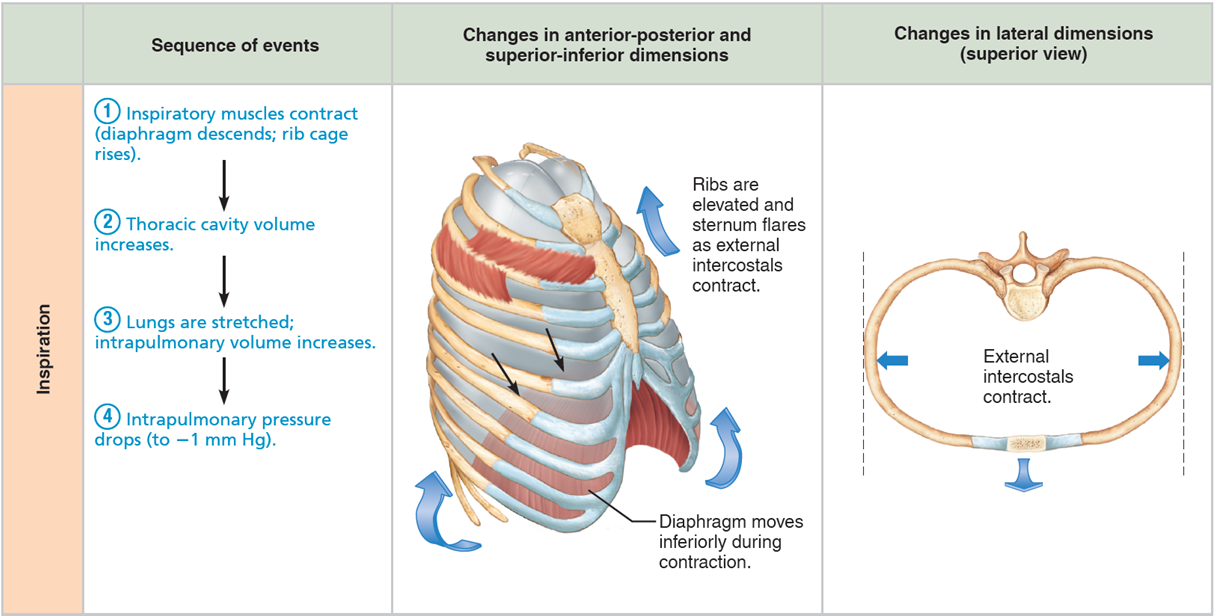 Sequence of events
Changes in anterior-posterior and
superior-inferior dimensions
Changes in lateral dimensions
(superior view)
Inspiration
1 Inspiratory muscles contract
(diaphragm descends; rib cage
rises).
2 Thoracic cavity volume
increases.
3 Lungs are stretched;
intrapulmonary volume increases.
4 Intrapulmonary pressure
drops (to −1 mm Hg).
Ribs are
elevated and
sternum flares
as external
intercostals
contract.
Diaphragm moves
inferiorly during
contraction.
External
intercostals
contract.